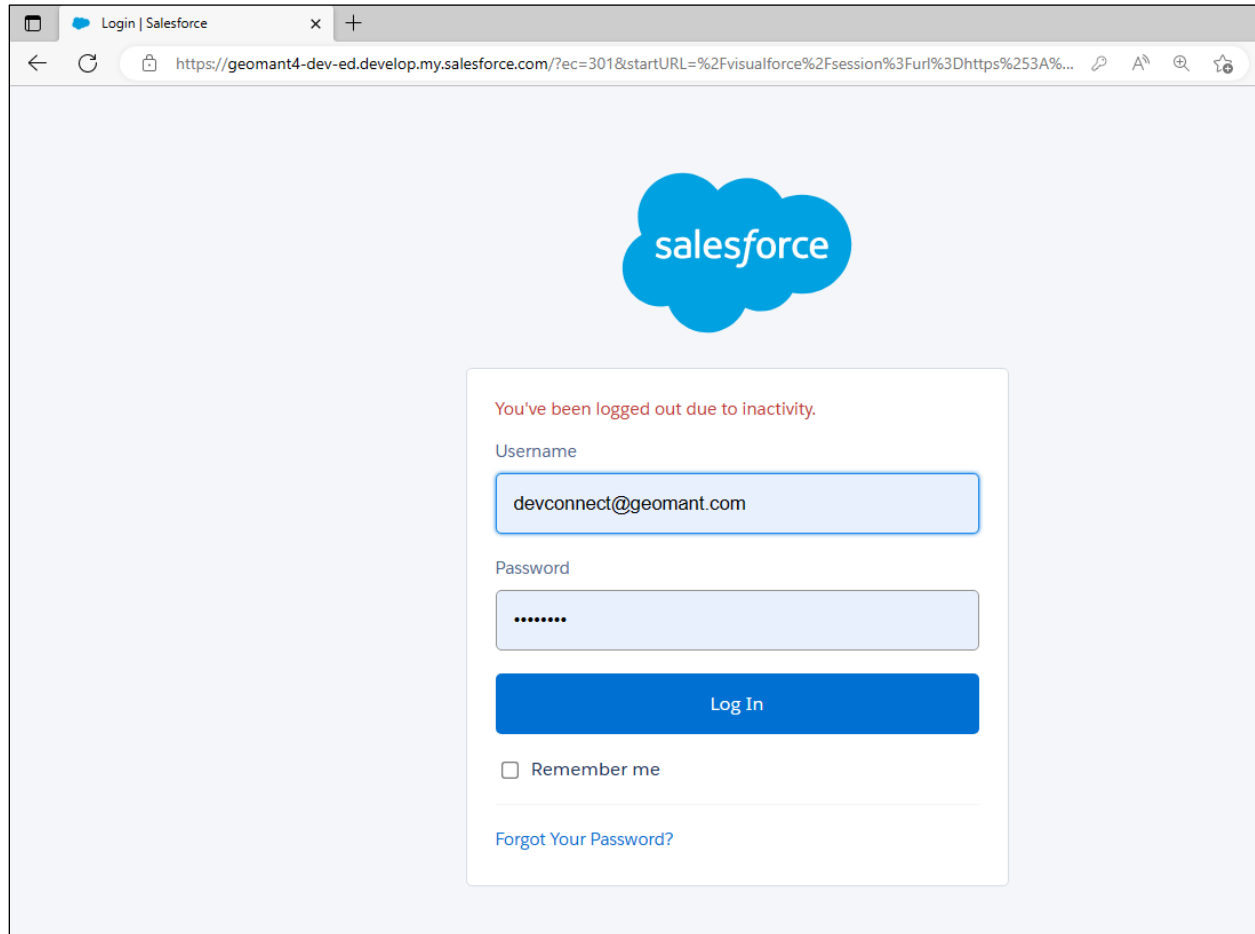 Login | Salesforce
https://geomant4-dev-ed.develop.my.salesforce.com/?ec=301&startURL=%2Fvisualforce%2Fsession%3Furl%3Dhttps%253A%...
salesforce
You've been logged out due to inactivity.
Username
devconnect@geomant.com
Password
••••••••
Log In
Remember me
Forgot Your Password?